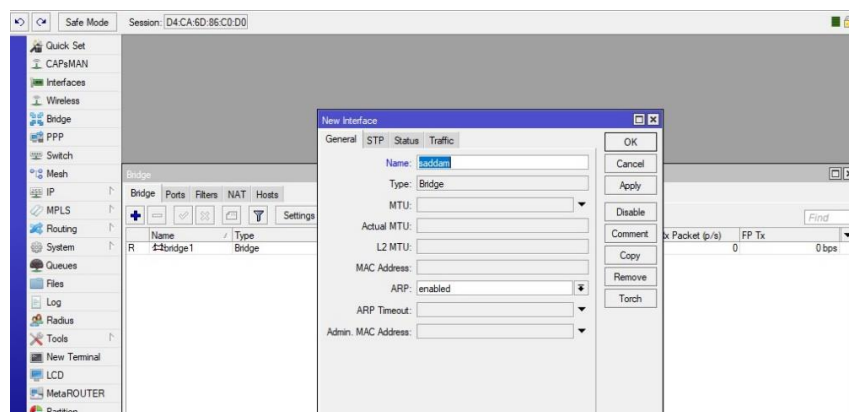 Safe Mode Session: D4:CA:6D:86:C0:D0
Quick Set
CAPsMAN
Interfaces
Wireless
Bridge
PPP
Switch
Mesh
IP
MPLS
Routing
System
Queues
Files
Log
Radius
Tools
New Terminal
LCD
MetaROUTER
Partition
Bridge
Bridge Ports Filters NAT Hosts
Settings
Find
Name Type
Packet (p/s) FP Tx
R bridge1 Bridge
0 0 bps
New Interface
General STP Status Traffic
Name: saddam
Type: Bridge
MTU:
Actual MTU:
L2 MTU:
MAC Address:
ARP: enabled
ARP Timeout:
Admin. MAC Address:
OK
Cancel
Apply
Disable
Comment
Copy
Remove
Torch